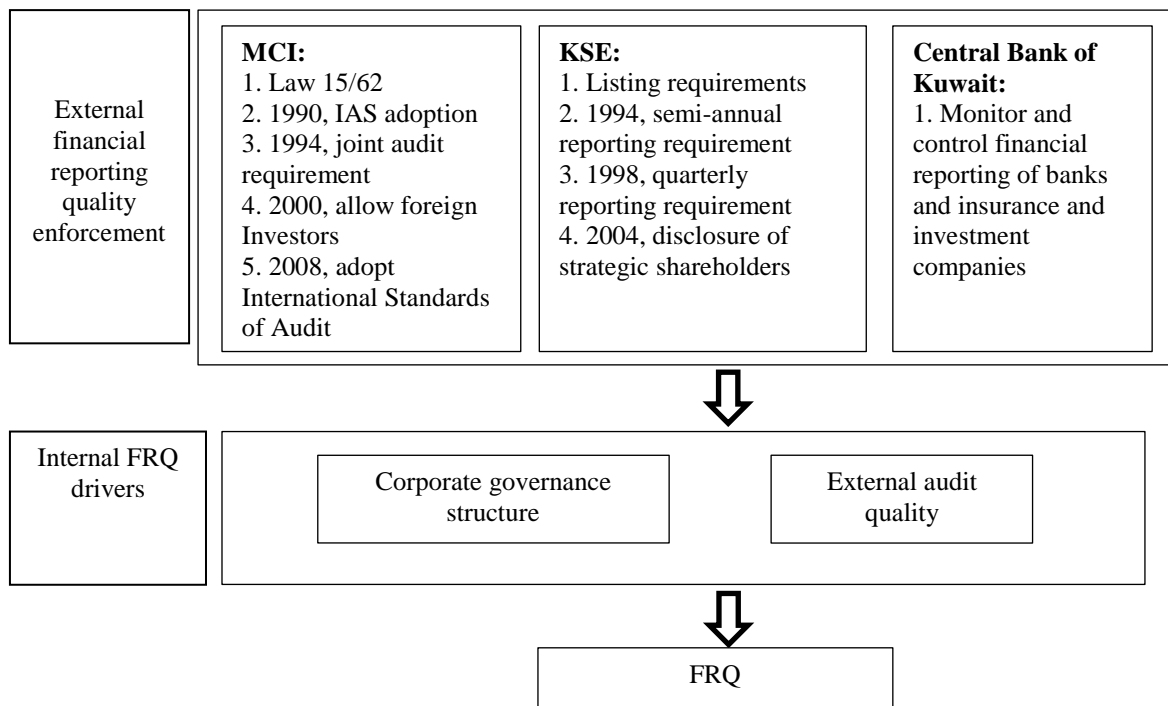 External
financial
reporting
quality
enforcement
MCI:
1. Law 15/62
2. 1990, IAS adoption
3. 1994, joint audit
requirement
4. 2000, allow foreign
Investors
5. 2008, adopt
International Standards
of Audit
KSE:
1. Listing requirements
2. 1994, semi-annual
reporting requirement
3. 1998, quarterly
reporting requirement
4. 2004, disclosure of
strategic shareholders
Central Bank of
Kuwait:
1. Monitor and
control financial
reporting of banks
and insurance and
investment
companies
Internal FRQ
drivers
Corporate governance
structure
External audit
quality
FRQ